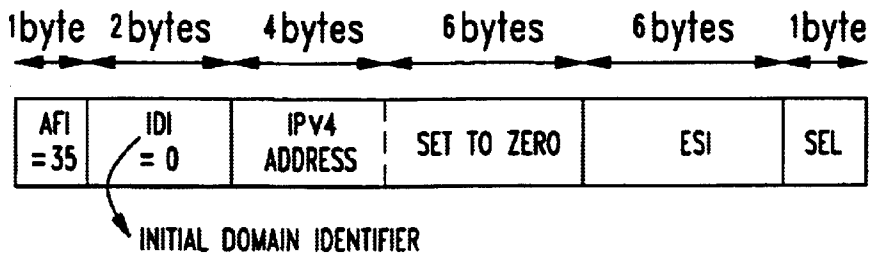 1byte 2bytes 4bytes 6bytes 6bytes 1byte
AFI IDI IPV4 SET TO ZERO ESI SEL
=35 = 0 ADDRESS
INITIAL DOMAIN IDENTIFIER